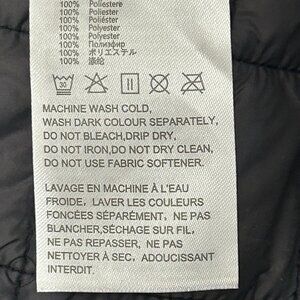 100% Poliestere
100% Poliester
100% Poliéster
100% Polyester
100% Polyester
100% Полиэфир
100% ポリエステル
100% 涤纶
30
MACHINE WASH COLD,
WASH DARK COLOUR SEPARATELY,
DO NOT BLEACH,DRIP DRY,
DO NOT IRON,DO NOT DRY CLEAN,
DO NOT USE FABRIC SOFTENER.
LAVAGE EN MACHINE À L'EAU
FROIDE, LAVER LES COULEURS
FONCÉES SÉPARÉMENT, NE PAS
BLANCHER,SÉCHAGE SUR FIL,
NE PAS REPASSER, NE PAS
NETTOYER À SEC, ADOUCISSANT
INTERDIT.